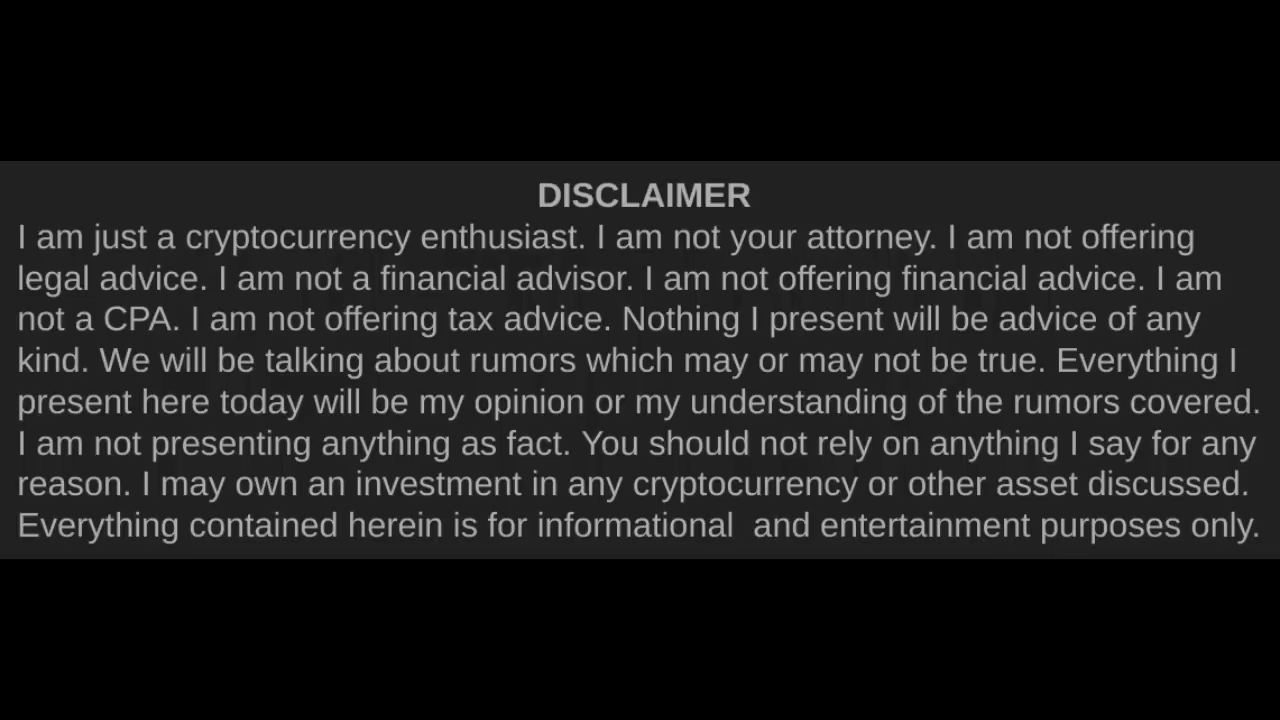 DISCLAIMER
I am just a cryptocurrency enthusiast. I am not your attorney. I am not offering
legal advice. I am not a financial advisor. I am not offering financial advice. I am
not a CPA. I am not offering tax advice. Nothing I present will be advice of any
kind. We will be talking about rumors which may or may not be true. Everything I
present here today will be my opinion or my understanding of the rumors covered.
I am not presenting anything as fact. You should not rely on anything I say for any
reason. I may own an investment in any cryptocurrency or other asset discussed.
Everything contained herein is for informational  and entertainment purposes only.